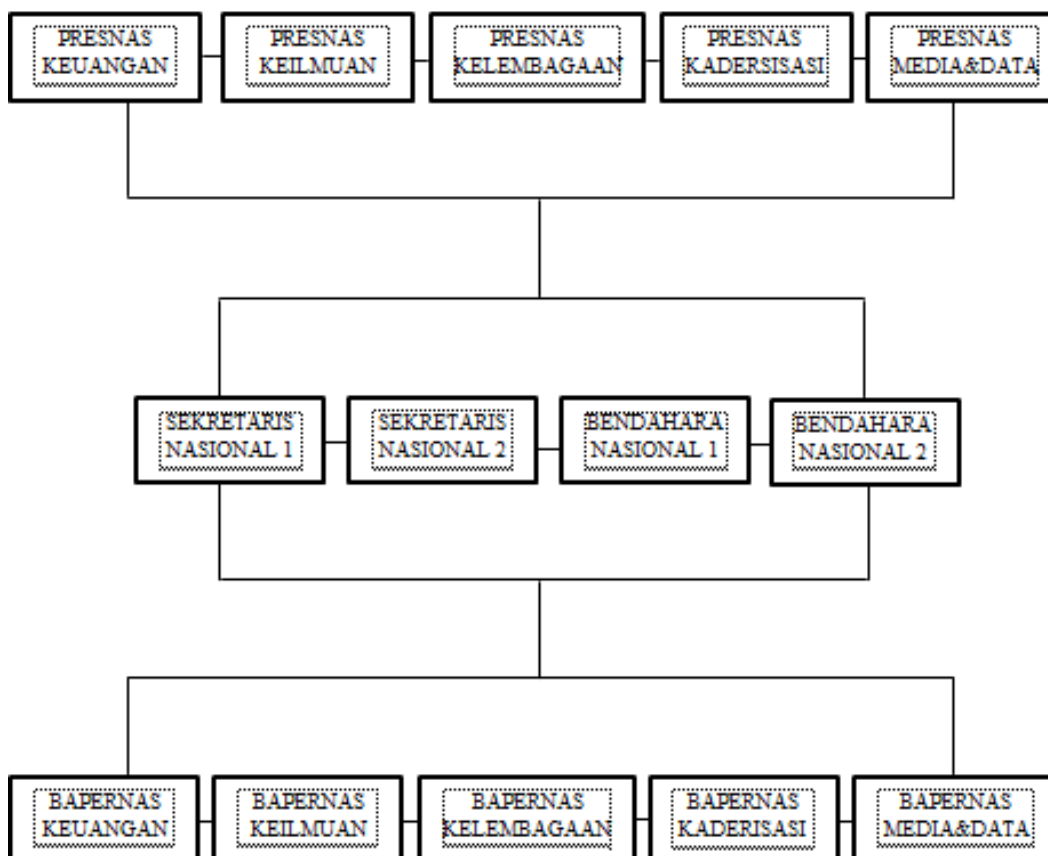 PRESNAS
KEUANGAN
PRESNAS
KEILMUAN
PRESNAS
KELEMBAGAAN
PRESNAS
KADERSISASI
PRESNAS
MEDIA&DATA
SEKRETARIS
NASIONAL 1
SEKRETARIS
NASIONAL 2
BENDAHARA
NASIONAL 1
BENDAHARA
NASIONAL 2
BAPERNAS
KEUANGAN
BAPERNAS
KEILMUAN
BAPERNAS
KELEMBAGAAN
BAPERNAS
KADERISASI
BAPERNAS
MEDIA&DATA